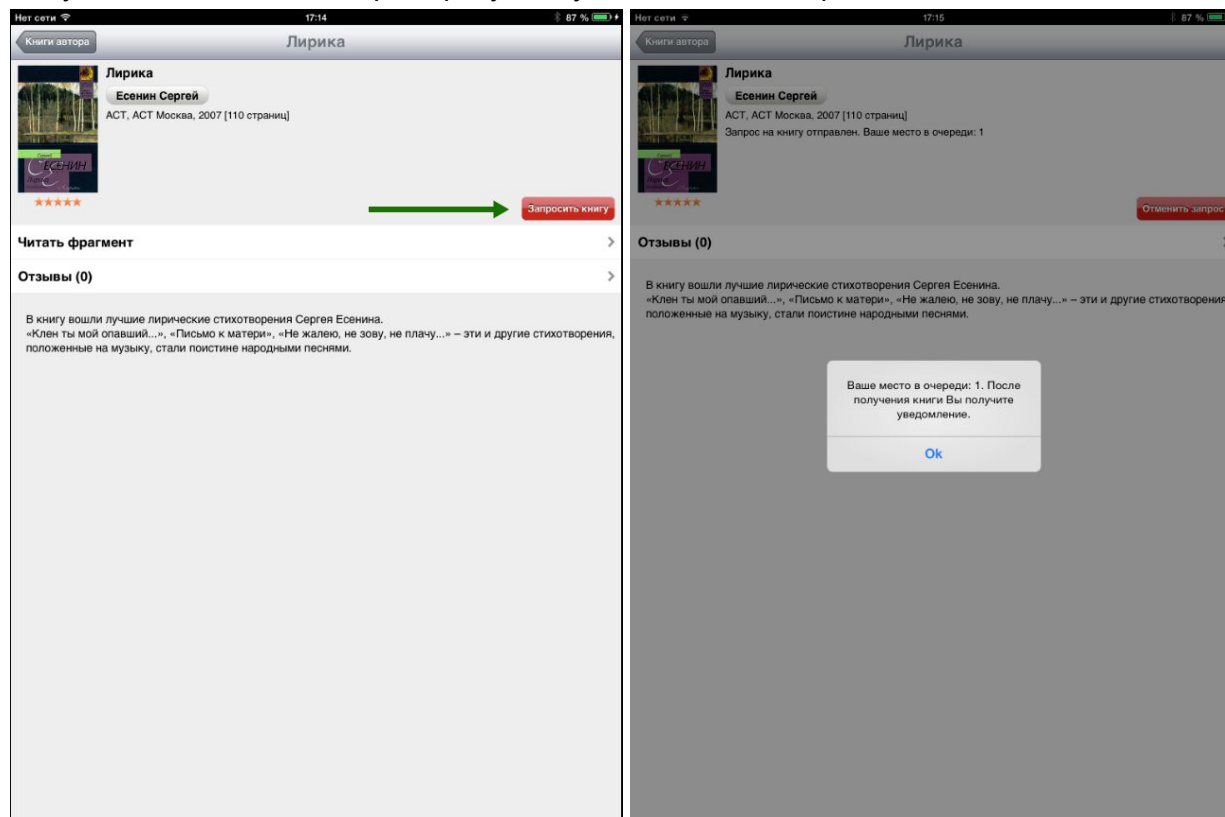 Нет сети 17:14 87 %
Книги автора Лирика
Лирика
Есенин Сергей
АСТ, АСТ Москва, 2007 [110 страниц]
ЕСЕНИН
Запросить книгу
Читать фрагмент
Отзывы (0)
В книгу вошли лучшие лирические стихотворения Сергея Есенина.
«Клен ты мой опавший...», «Письмо к матери», «Не жалею, не зову, не плачу...» – эти и другие стихотворения,
положенные на музыку, стали поистине народными песнями.
Нет сети 17:15 87 %
Книги автора Лирика
Лирика
Есенин Сергей
АСТ, АСТ Москва, 2007 [110 страниц]
Запрос на книгу отправлен. Ваше место в очереди: 1
ЕСЕНИН
Отменить запрос
Отзывы (0)
В книгу вошли лучшие лирические стихотворения Сергея Есенина.
«Клен ты мой опавший...», «Письмо к матери», «Не жалею, не зову, не плачу...» – эти и другие стихотворения
положенные на музыку, стали поистине народными песнями.
Ваше место в очереди: 1. После
получения книги Вы получите
уведомление.
Ok